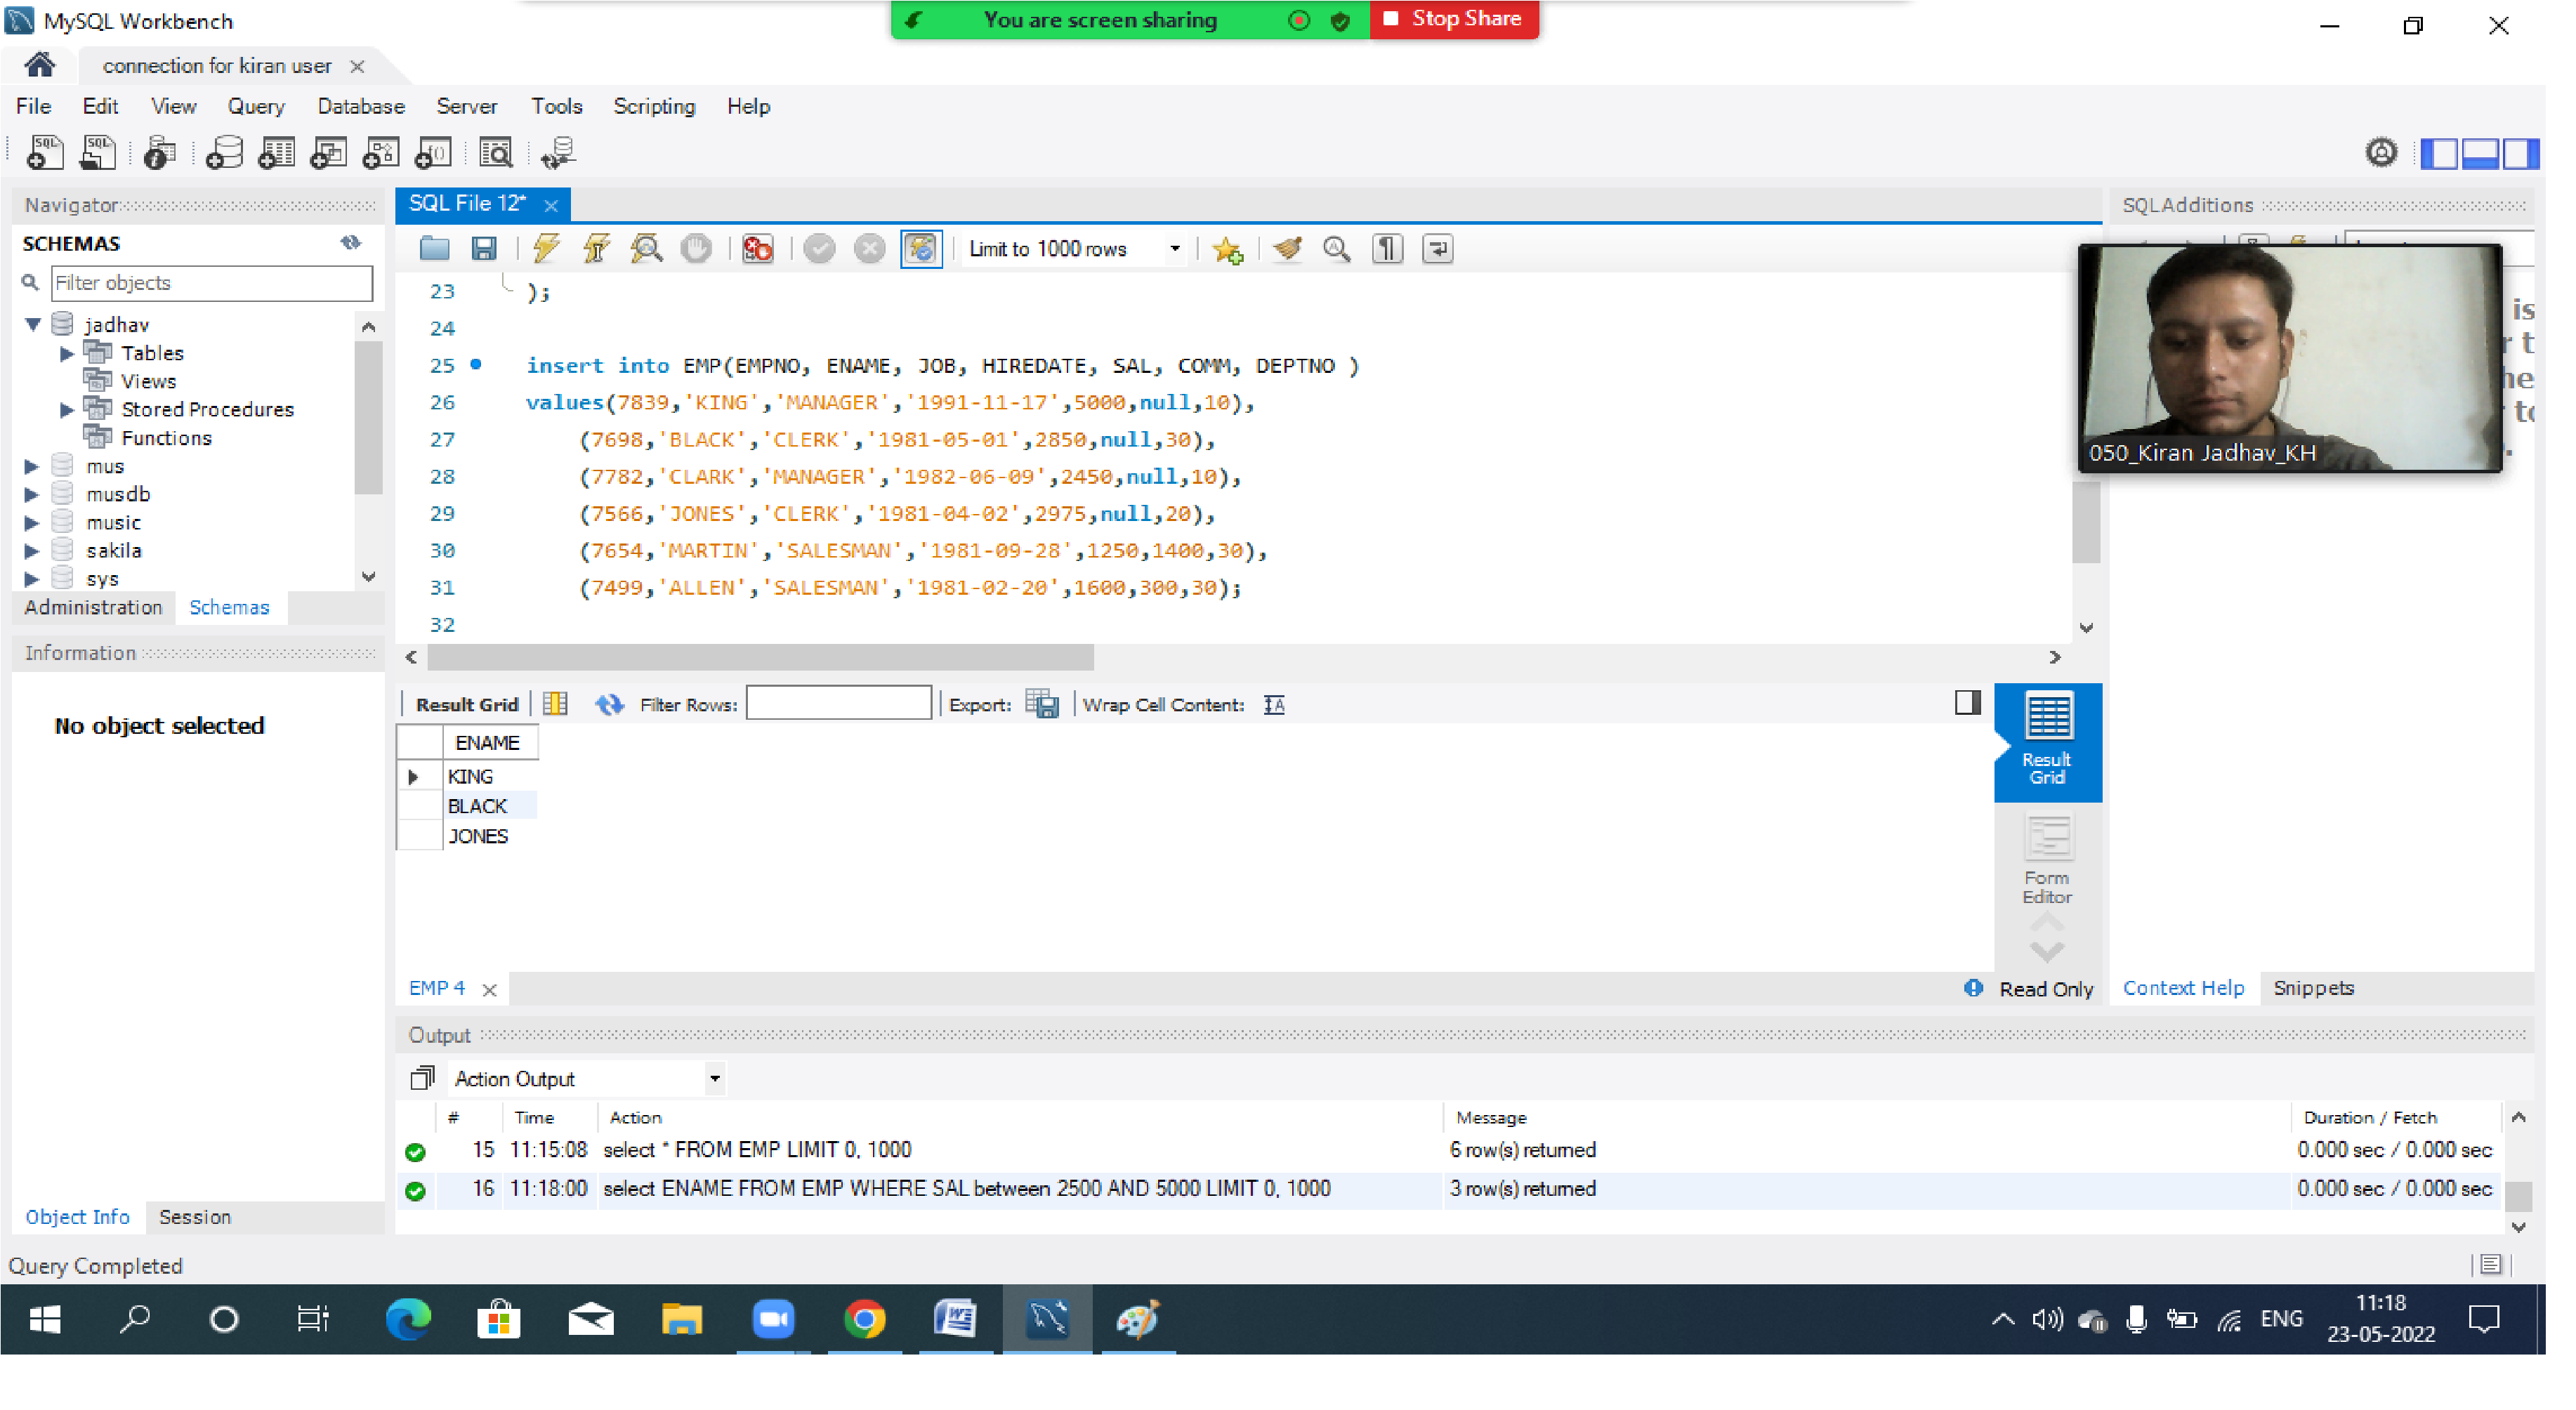 MySQL Workbench
You are screen sharing
Stop Share
connection for kiran user
File Edit View Query Database Server Tools Scripting Help
Navigator
SQL File 12*
SQLAdditions
SCHEMAS
Limit to 1000 rows
Filter objects
jadhav
Tables
Views
Stored Procedures
Functions
mus
musdb
music
sakila
sys
Administration Schemas
23 );
24
25 insert into EMP(EMPNO, ENAME, JOB, HIREDATE, SAL, COMM, DEPTNO )
26 values(7839,'KING','MANAGER','1991-11-17',5000,null,10),
27 (7698,'BLACK','CLERK','1981-05-01',2850,null,30),
28 (7782,'CLARK','MANAGER','1982-06-09',2450,null,10),
29 (7566,'JONES','CLERK','1981-04-02',2975,null,20),
30 (7654,'MARTIN','SALESMAN','1981-09-28',1250,1400,30),
31 (7499,'ALLEN','SALESMAN','1981-02-20',1600,300,30);
32
050_Kiran Jadhav_KH
is
Information
No object selected
Result Grid Filter Rows: Export: Wrap Cell Content:
ENAME
KING
BLACK
JONES
Result
Grid
Form
Editor
EMP 4
Read Only
Context Help Snippets
Output
Action Output
# Time Action Message Duration / Fetch
15 11:15:08 select * FROM EMP LIMIT 0, 1000 6 row(s) returned 0.000 sec / 0.000 sec
16 11:18:00 select ENAME FROM EMP WHERE SAL between 2500 AND 5000 LIMIT 0, 1000 3 row(s) returned 0.000 sec / 0.000 sec
Object Info Session
Query Completed
ENG
11:18
23-05-2022